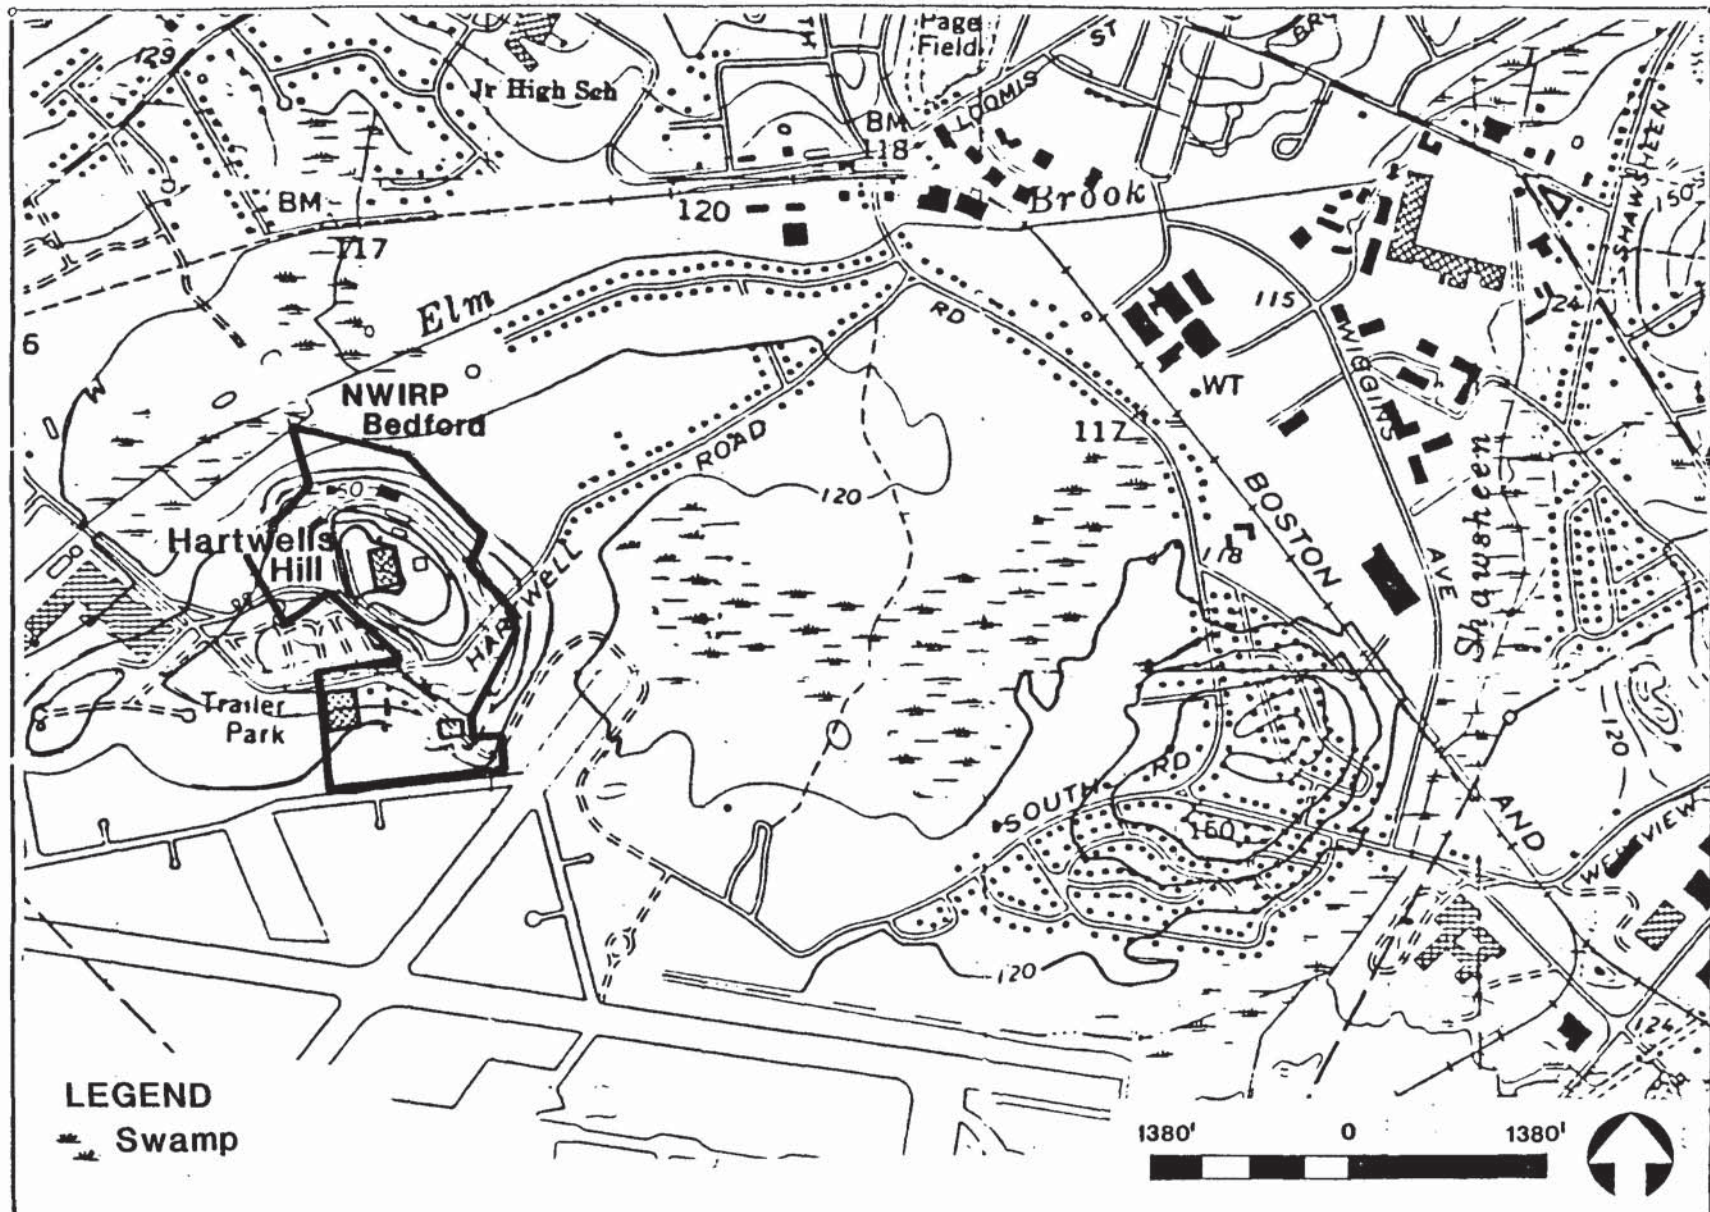 Page
Field
ST
129
Jr High Sch
LOOMIS
BM
118
SHAWSHEEN
BM
117
120
Brook
150
Elm
RD
115
124
6
WIGGINS
WT
NWIRP
Bedford
ROAD
117
120
BOSTON
Hartwells
Hill
118
AVE
Shawsheen
HARTWELL
Trailer
Park
120
RD
SOUTH
160
AND
WESTVIEW
120
124
LEGEND
Swamp
1380'
0
1380'